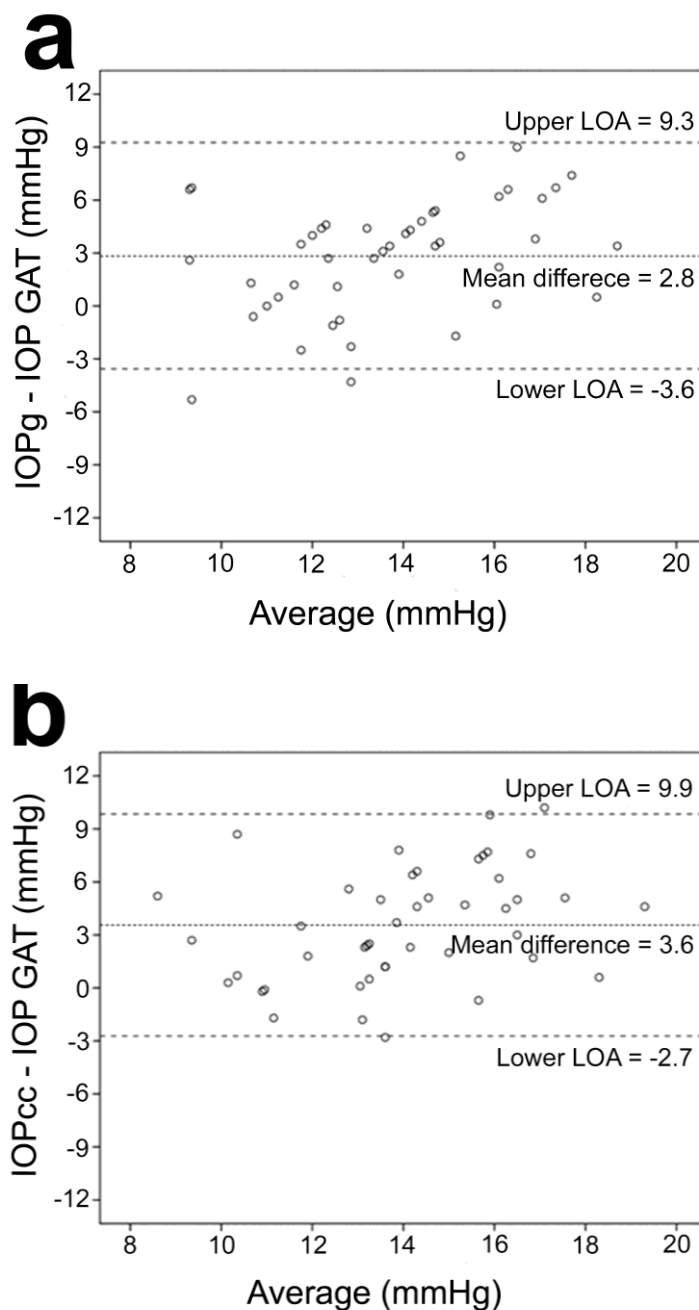 a
12
Upper LOA = 9.3
9
6
3
Mean differece = 2.8
0
-3
Lower LOA = -3.6
-6
-9
-12
IOPg - IOP GAT (mmHg)
8 10 12 14 16 18 20
Average (mmHg)
b
12
Upper LOA = 9.9
9
6
3
Mean difference = 3.6
0
-3
Lower LOA = -2.7
-6
-9
-12
IOPcc - IOP GAT (mmHg)
8 10 12 14 16 18 20
Average (mmHg)